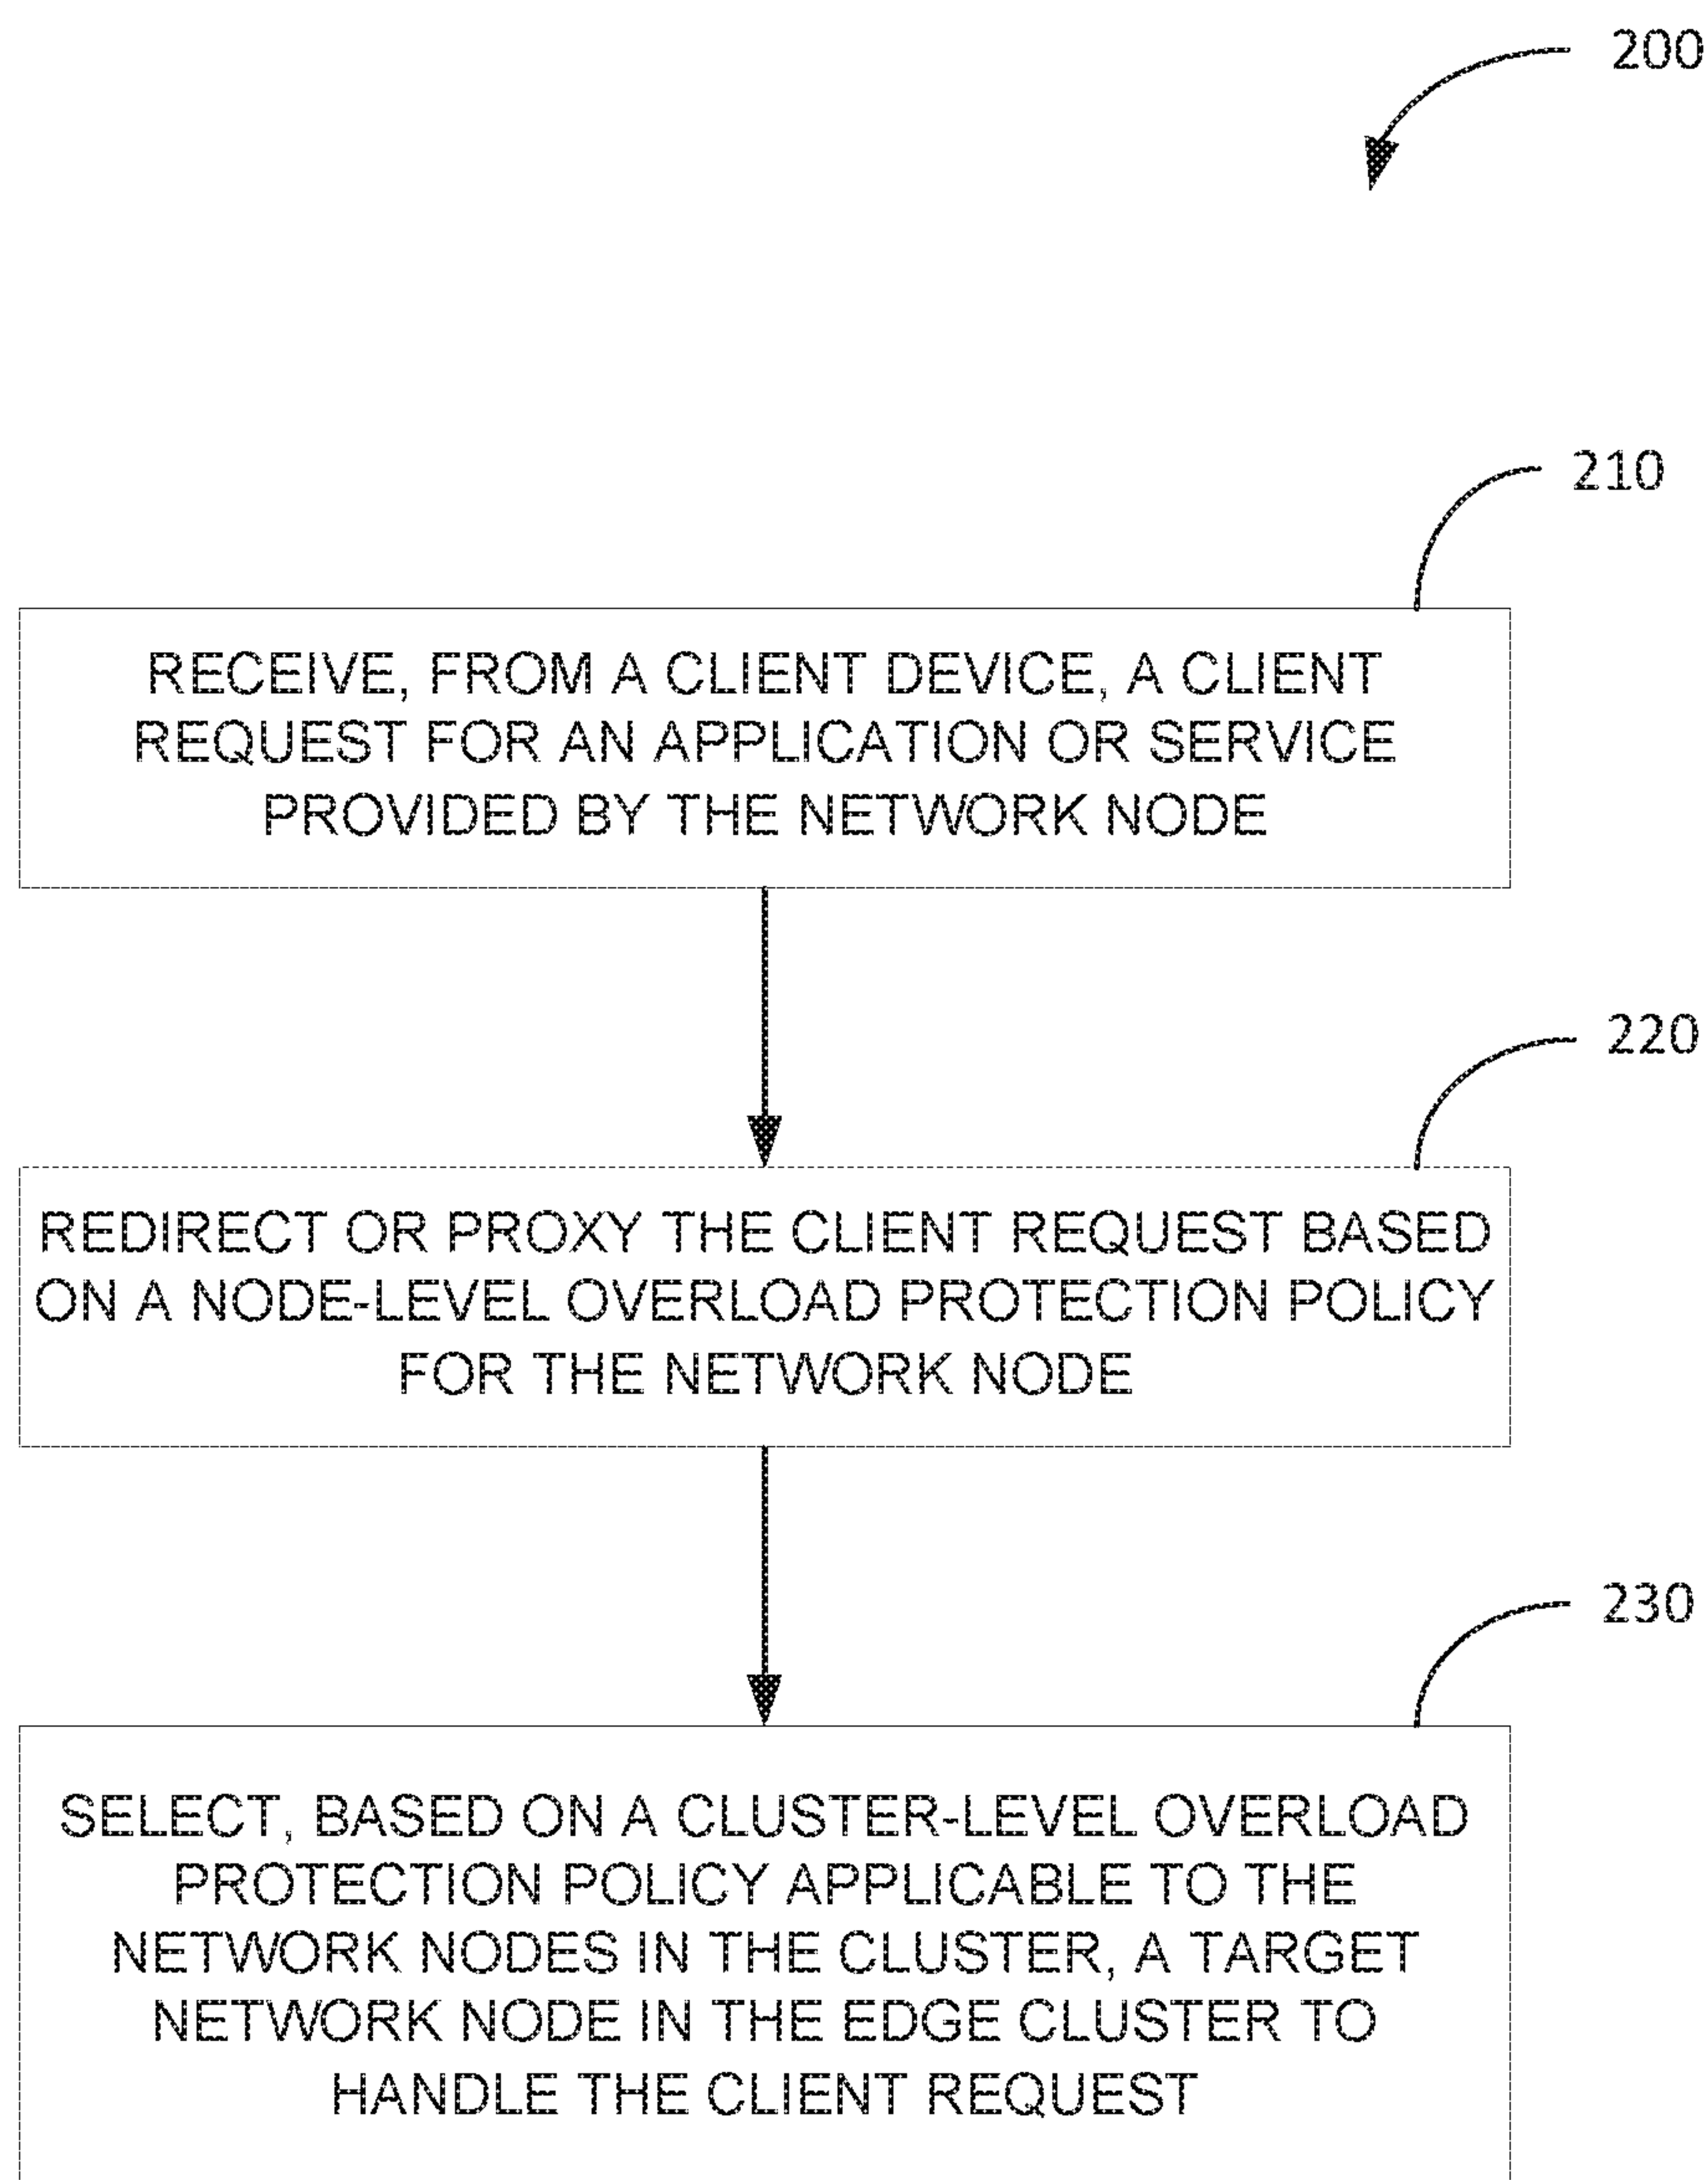 200
210
RECEIVE, FROM A CLIENT DEVICE, A CLIENT
REQUEST FOR AN APPLICATION OR SERVICE
PROVIDED BY THE NETWORK NODE
220
REDIRECT OR PROXY THE CLIENT REQUEST BASED
ON A NODE-LEVEL OVERLOAD PROTECTION POLICY
FOR THE NETWORK NODE
230
SELECT, BASED ON A CLUSTER-LEVEL OVERLOAD
PROTECTION POLICY APPLICABLE TO THE
NETWORK NODES IN THE CLUSTER, A TARGET
NETWORK NODE IN THE EDGE CLUSTER TO
HANDLE THE CLIENT REQUEST